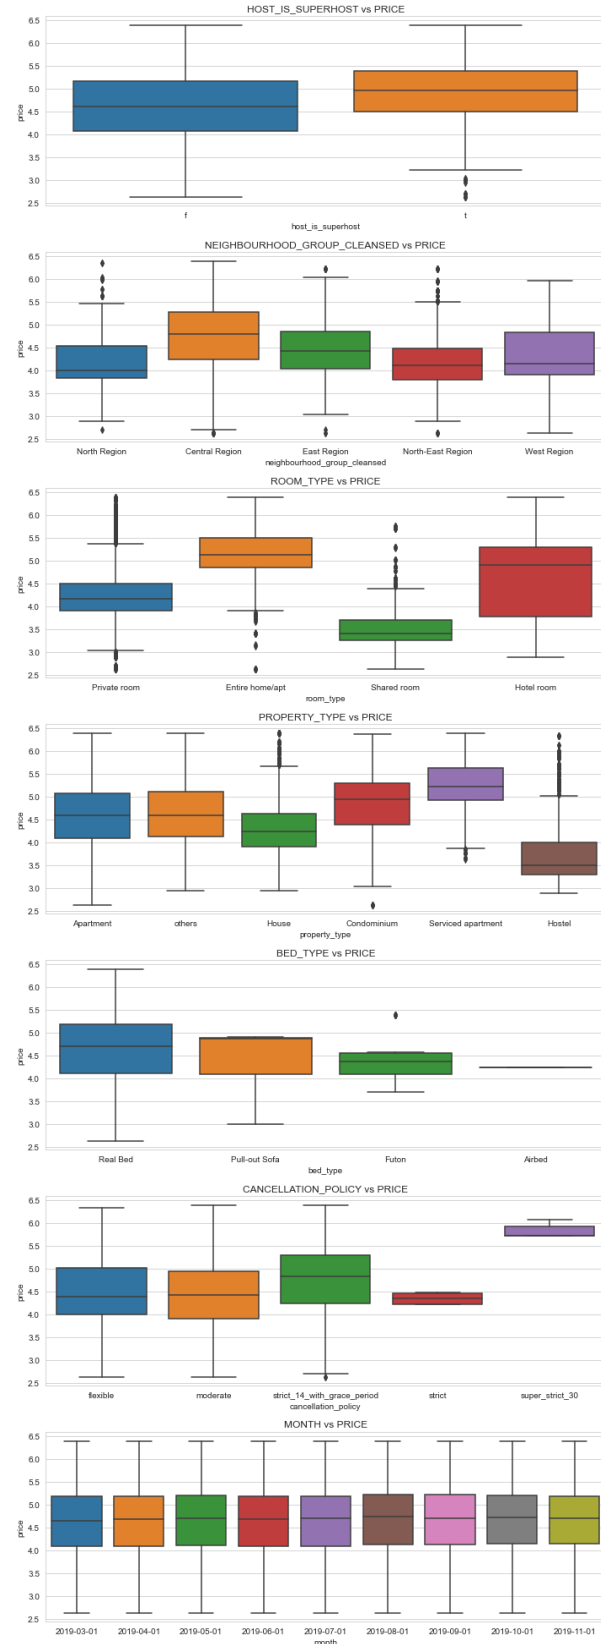 HOST_IS_SUPERHOST vs PRICE
6.5
6.0
5.5
5.0
4.5
4.0
3.5
3.0
2.5
price
f t
host_is_superhost
NEIGHBOURHOOD_GROUP_CLEANSED vs PRICE
6.5
6.0
5.5
5.0
4.5
4.0
3.5
3.0
2.5
price
North Region Central Region East Region North-East Region West Region
neighbourhood_group_cleansed
ROOM_TYPE vs PRICE
6.5
6.0
5.5
5.0
4.5
4.0
3.5
3.0
2.5
price
Private room Entire home/apt Shared room Hotel room
room_type
PROPERTY_TYPE vs PRICE
6.5
6.0
5.5
5.0
4.5
4.0
3.5
3.0
2.5
price
Apartment others House Condominium Serviced apartment Hostel
property_type
BED_TYPE vs PRICE
6.5
6.0
5.5
5.0
4.5
4.0
3.5
3.0
2.5
price
Real Bed Pull-out Sofa Futon Airbed
bed_type
CANCELLATION_POLICY vs PRICE
6.5
6.0
5.5
5.0
4.5
4.0
3.5
3.0
2.5
price
flexible moderate strict_14_with_grace_period strict super_strict_30
cancellation_policy
MONTH vs PRICE
6.5
6.0
5.5
5.0
4.5
4.0
3.5
3.0
2.5
price
2019-03-01 2019-04-01 2019-05-01 2019-06-01 2019-07-01 2019-08-01 2019-09-01 2019-10-01 2019-11-01
month